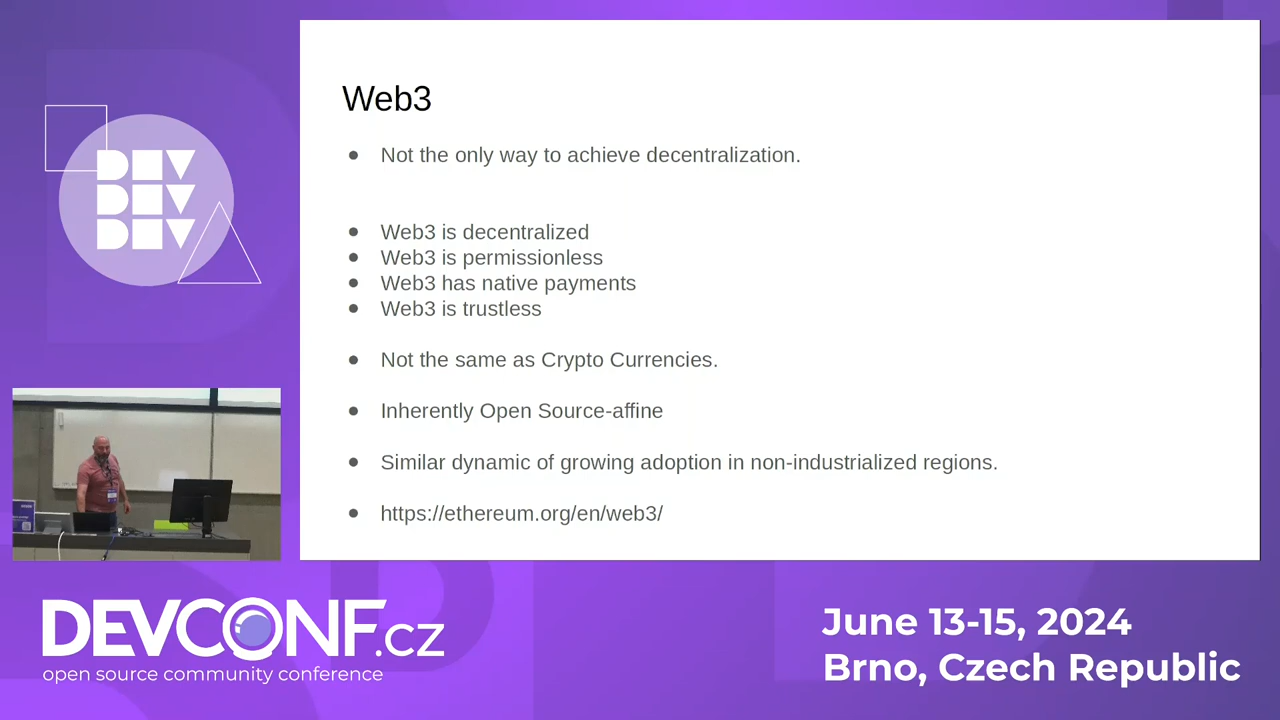 Web3
● Not the only way to achieve decentralization.
● Web3 is decentralized
● Web3 is permissionless
● Web3 has native payments
● Web3 is trustless
● Not the same as Crypto Currencies.
● Inherently Open Source-affine
● Similar dynamic of growing adoption in non-industrialized regions.
● https://ethereum.org/en/web3/
DEV
DEV
DEV
DEVCONF.cz
open source community conference
June 13-15, 2024
Brno, Czech Republic